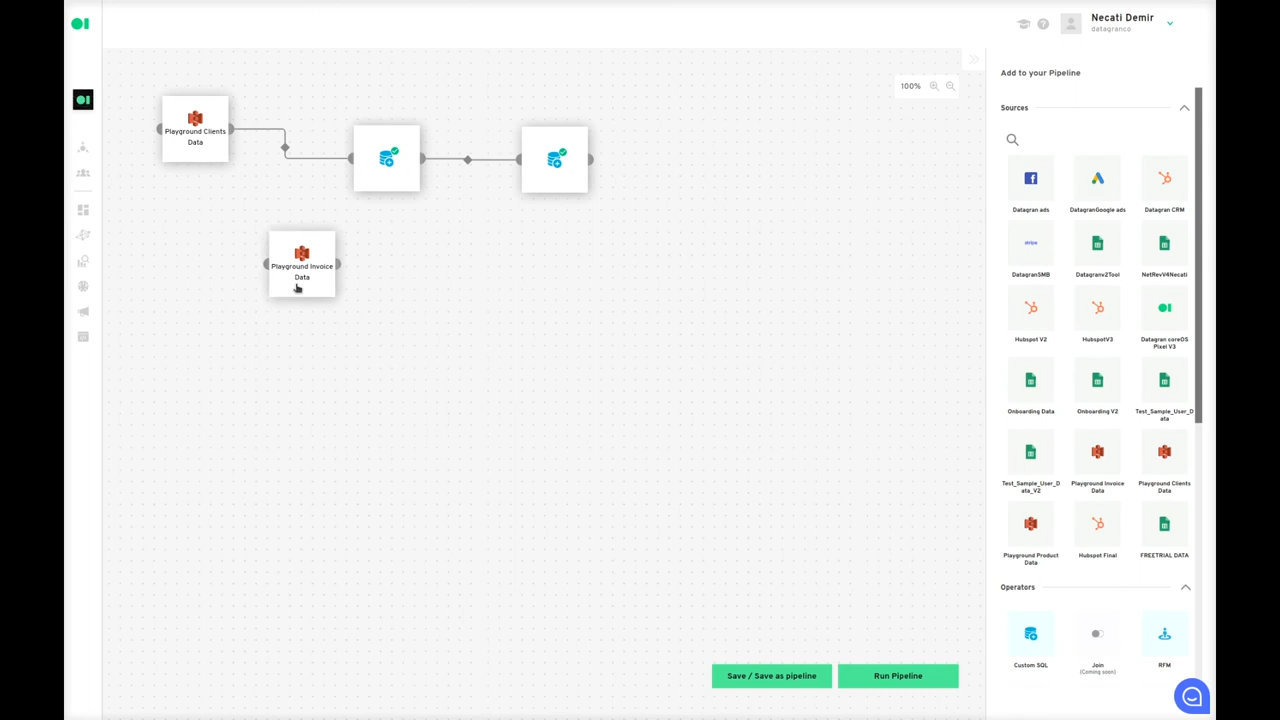 Necati Demir
datagranco
100%
Playground Clients
Data
Playground Invoice
Data
Add to your Pipeline
Sources
Datagran ads
DatagranGoogle ads
Datagran CRM
stripe
DatagranSMB
Datagranv2Tool
NetRevV4Necati
Hubspot V2
HubspotV3
Datagran coreOS
Pixel V3
Onboarding Data
Onboarding V2
Test_Sample_User_D
ata
Test_Sample_User_D
ata_V2
Playground Invoice
Data
Playground Clients
Data
Playground Product
Data
Hubspot Final
FREETRIAL DATA
Operators
Custom SQL
Join
(Coming soon)
RFM
Save / Save as pipeline
Run Pipeline